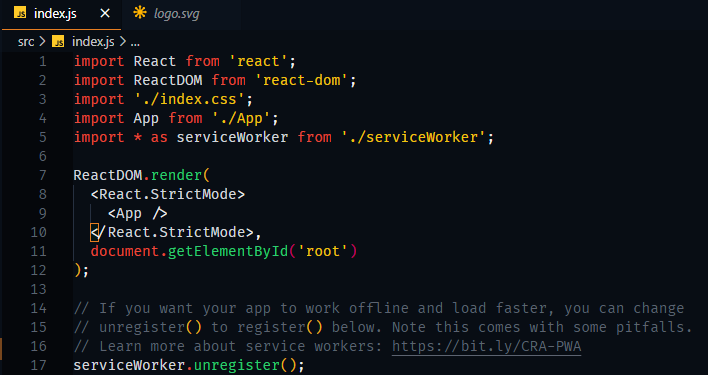 JS index.js × logo.svg
src > JS index.js > ...
1 import React from 'react';
2 import ReactDOM from 'react-dom';
3 import './index.css';
4 import App from './App';
5 import * as serviceWorker from './serviceWorker';
6
7 ReactDOM.render(
8   <React.StrictMode>
9     <App />
10   </React.StrictMode>,
11   document.getElementById('root')
12 );
13
14 // If you want your app to work offline and load faster, you can change
15 // unregister() to register() below. Note this comes with some pitfalls.
16 // Learn more about service workers: https://bit.ly/CRA-PWA
17 serviceWorker.unregister();